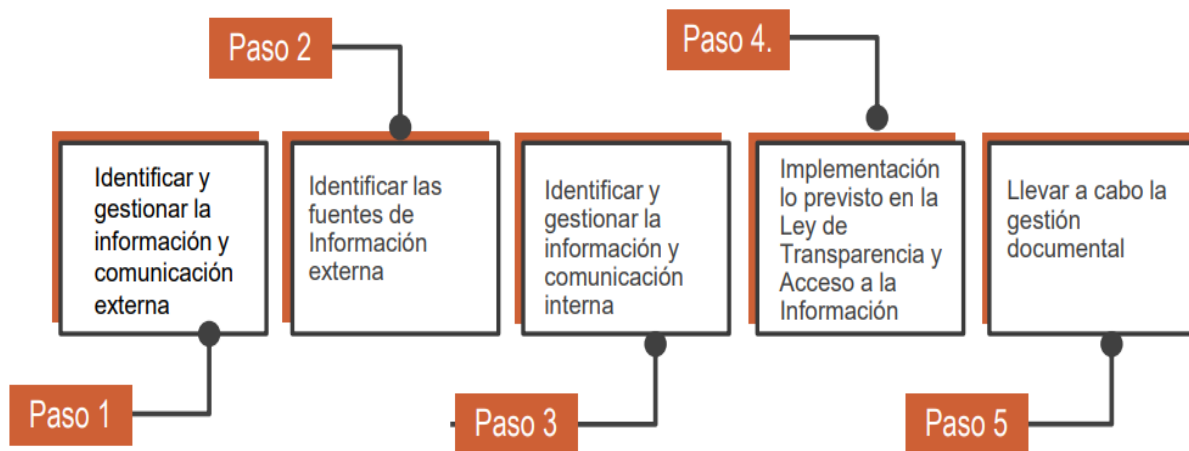 Paso 1
Identificar y
gestionar la
información y
comunicación
externa
Paso 2
Identificar las
fuentes de
Información
externa
Paso 3
Identificar y
gestionar la
información y
comunicación
interna
Paso 4.
Implementación
lo previsto en la
Ley de
Transparencia y
Acceso a la
Información
Paso 5
Llevar a cabo la
gestión
documental